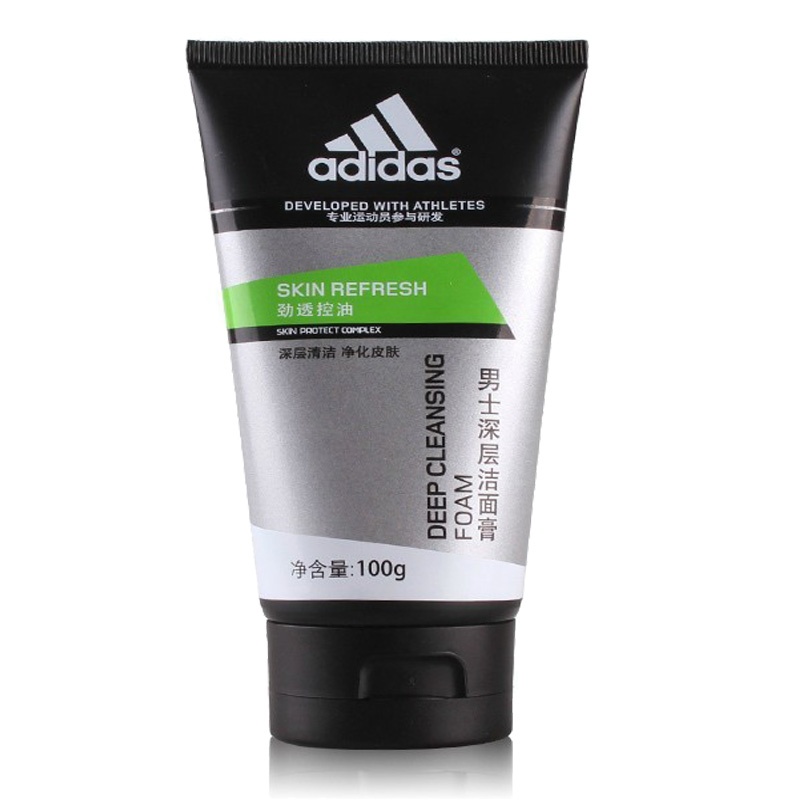 adidas®
DEVELOPED WITH ATHLETES
专业运动员参与研发
SKIN REFRESH
劲透控油
SKIN PROTECT COMPLEX
深层清洁 净化皮肤
DEEP CLEANSING
FOAM
男士深层洁面膏
净含量:100g